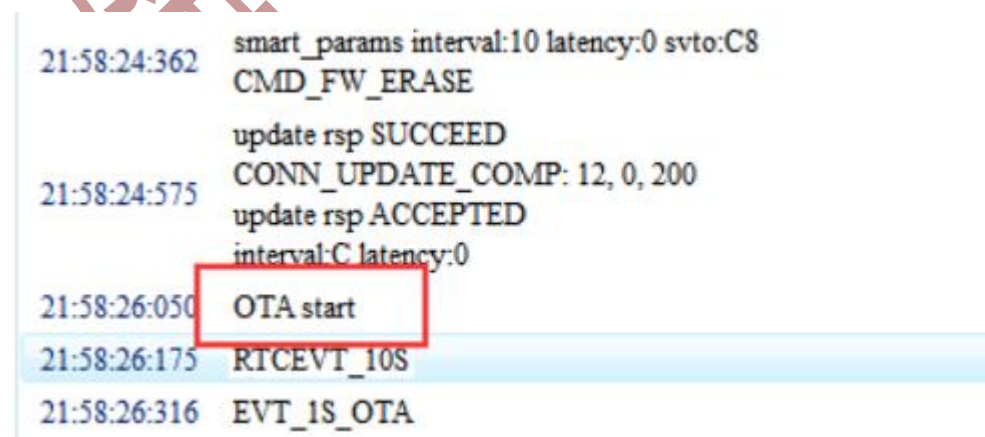 21:58:24:362 smart_params interval:10 latency:0 svto:C8
CMD_FW_ERASE
update rsp SUCCEED
21:58:24:575 CONN_UPDATE_COMP: 12, 0, 200
update rsp ACCEPTED
interval:C latency:0
21:58:26:050 OTA start
21:58:26:175 RTCEVT_10S
21:58:26:316 EVT_1S_OTA